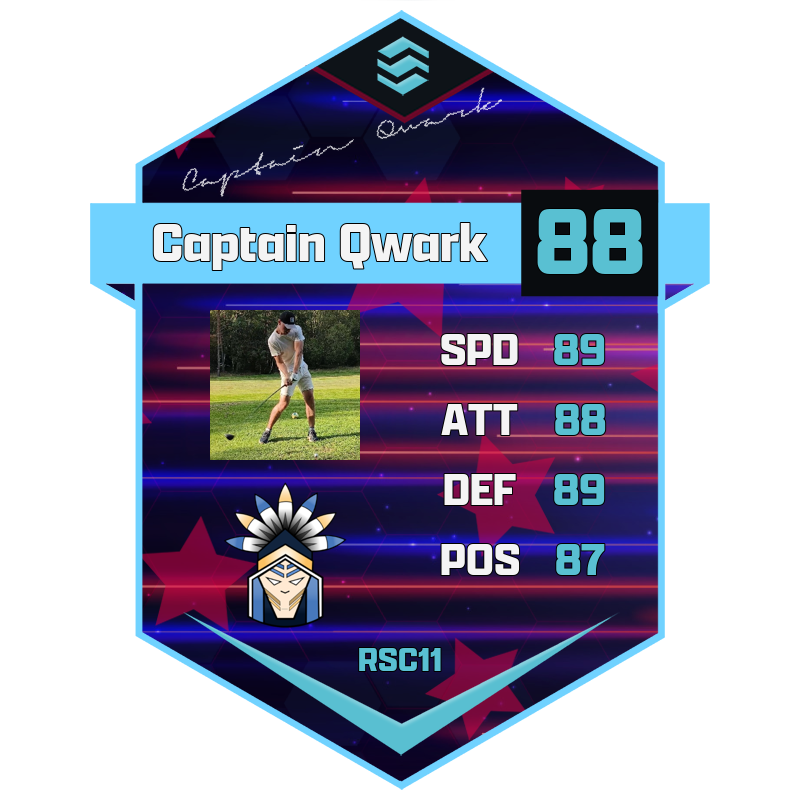 Captain Qwark
Captain Qwark 88
SPD 89
ATT 88
DEF 89
POS 87
RSC11